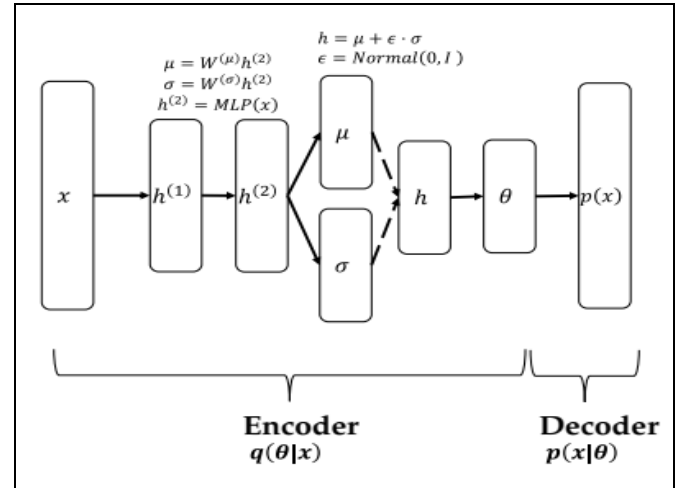 h = μ + ϵ · σ
ϵ = Normal(0, I )
μ = W^(μ)h^(2)
σ = W^(σ)h^(2)
h^(2) = MLP(x)
x
h^(1)
h^(2)
μ
σ
h
θ
p(x)
Encoder
q(θ|x)
Decoder
p(x|θ)